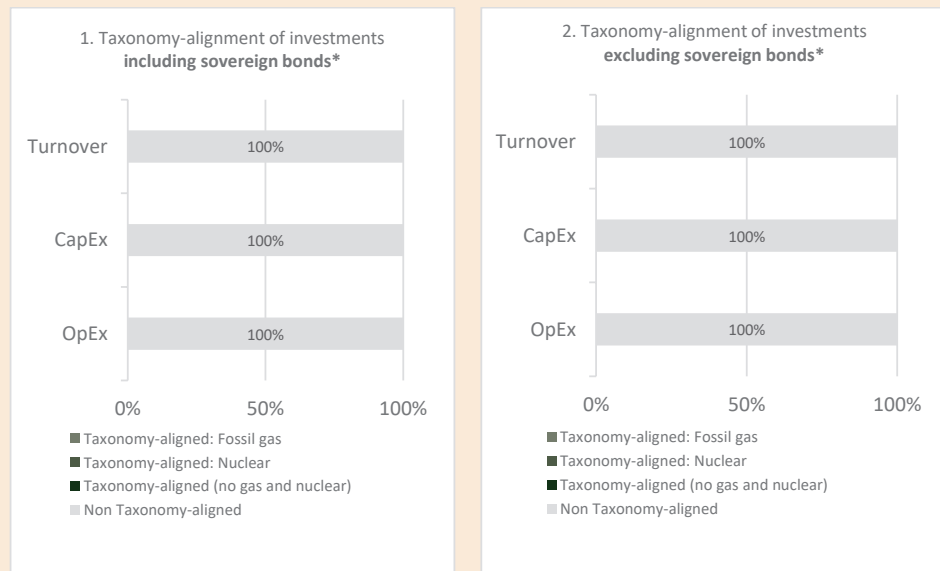 1. Taxonomy-alignment of investments
including sovereign bonds*
Turnover
100%
CapEx
100%
OpEx
100%
0%
50%
100%
Taxonomy-aligned: Fossil gas
Taxonomy-aligned: Nuclear
Taxonomy-aligned (no gas and nuclear)
Non Taxonomy-aligned
2. Taxonomy-alignment of investments
excluding sovereign bonds*
Turnover
100%
CapEx
100%
OpEx
100%
0%
50%
100%
Taxonomy-aligned: Fossil gas
Taxonomy-aligned: Nuclear
Taxonomy-aligned (no gas and nuclear)
Non Taxonomy-aligned